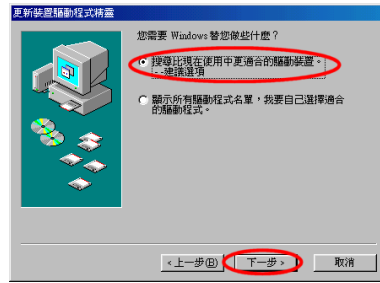 更新裝置驅動程式精靈
您需要 Windows 替您做些什麼？
搜尋比現在使用中更適合的驅動裝置。
--建議選項
顯示所有驅動程式名單，我要自己選擇適合
的驅動程式。
<上一步(B)
下一步>
取消